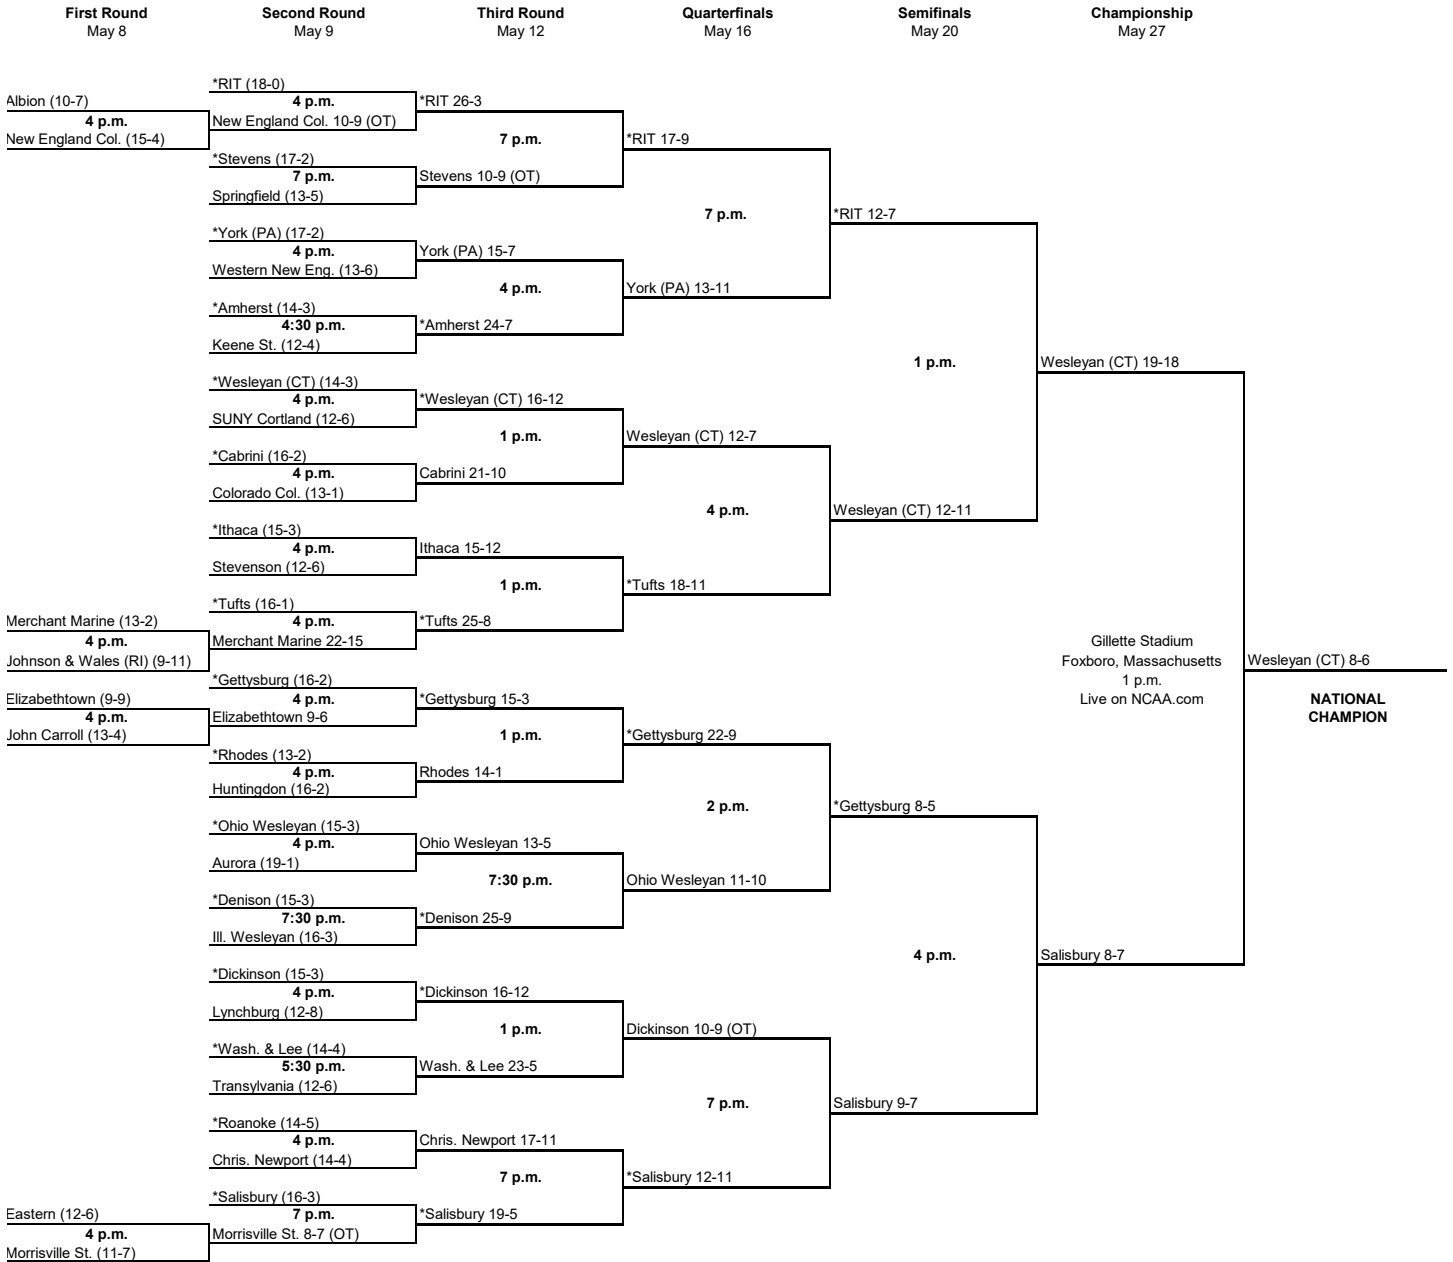 First Round
May 8
Second Round
May 9
Third Round
May 12
Quarterfinals
May 16
Semifinals
May 20
Championship
May 27
Albion (10-7)
4 p.m.
New England Col. (15-4)
Merchant Marine (13-2)
4 p.m.
Johnson & Wales (RI) (9-11)
Elizabethtown (9-9)
4 p.m.
John Carroll (13-4)
Eastern (12-6)
4 p.m.
Morrisville St. (11-7)
*RIT (18-0)
4 p.m.
New England Col. 10-9 (OT)
*Stevens (17-2)
7 p.m.
Springfield (13-5)
*York (PA) (17-2)
4 p.m.
Western New Eng. (13-6)
*Amherst (14-3)
4:30 p.m.
Keene St. (12-4)
*Wesleyan (CT) (14-3)
4 p.m.
SUNY Cortland (12-6)
*Cabrini (16-2)
4 p.m.
Colorado Col. (13-1)
*Ithaca (15-3)
4 p.m.
Stevenson (12-6)
*Tufts (16-1)
4 p.m.
Merchant Marine 22-15
*Gettysburg (16-2)
4 p.m.
Elizabethtown 9-6
*Rhodes (13-2)
4 p.m.
Huntingdon (16-2)
*Ohio Wesleyan (15-3)
4 p.m.
Aurora (19-1)
*Denison (15-3)
7:30 p.m.
Ill. Wesleyan (16-3)
*Dickinson (15-3)
4 p.m.
Lynchburg (12-8)
*Wash. & Lee (14-4)
5:30 p.m.
Transylvania (12-6)
*Roanoke (14-5)
4 p.m.
Chris. Newport (14-4)
*Salisbury (16-3)
7 p.m.
Morrisville St. 8-7 (OT)
*RIT 26-3
7 p.m.
Stevens 10-9 (OT)
York (PA) 15-7
4 p.m.
*Amherst 24-7
*Wesleyan (CT) 16-12
1 p.m.
Cabrini 21-10
Ithaca 15-12
1 p.m.
*Tufts 25-8
*Gettysburg 15-3
1 p.m.
Rhodes 14-1
Ohio Wesleyan 13-5
7:30 p.m.
*Denison 25-9
*Dickinson 16-12
1 p.m.
Wash. & Lee 23-5
Chris. Newport 17-11
7 p.m.
*Salisbury 19-5
*RIT 17-9
7 p.m.
York (PA) 13-11
Wesleyan (CT) 12-7
4 p.m.
*Tufts 18-11
*Gettysburg 22-9
2 p.m.
Ohio Wesleyan 11-10
Dickinson 10-9 (OT)
7 p.m.
*Salisbury 12-11
*RIT 12-7
1 p.m.
Wesleyan (CT) 12-11
*Gettysburg 8-5
4 p.m.
Salisbury 9-7
Wesleyan (CT) 19-18
Gillette Stadium
Foxboro, Massachusetts
1 p.m.
Live on NCAA.com
Salisbury 8-7
Wesleyan (CT) 8-6
NATIONAL
CHAMPION